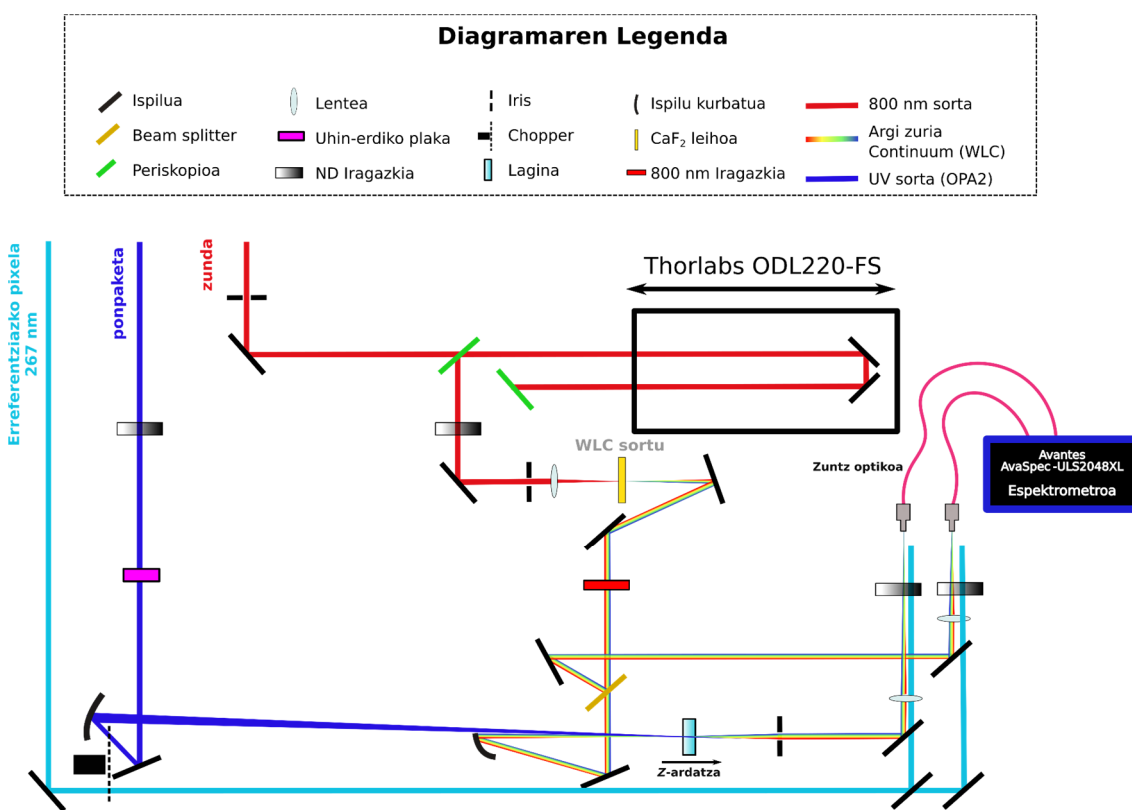 Diagramaren Legenda
Ispilua
Lentea
Iris
Ispilu kurbatua
800 nm sorta
Beam splitter
Uhin-erdiko plaka
Chopper
CaF₂ leihoa
Argi zuria
Continuum (WLC)
Periskopioa
ND Iragazkia
Lagina
800 nm Iragazkia
UV sorta (OPA2)
Erreferentziazko pixela
267 nm
ponpaketa
zunda
Thorlabs ODL220-FS
WLC sortu
Zuntz optikoa
Avantes
AvaSpec -ULS2048XL
Espektrometroa
Z-ardatza